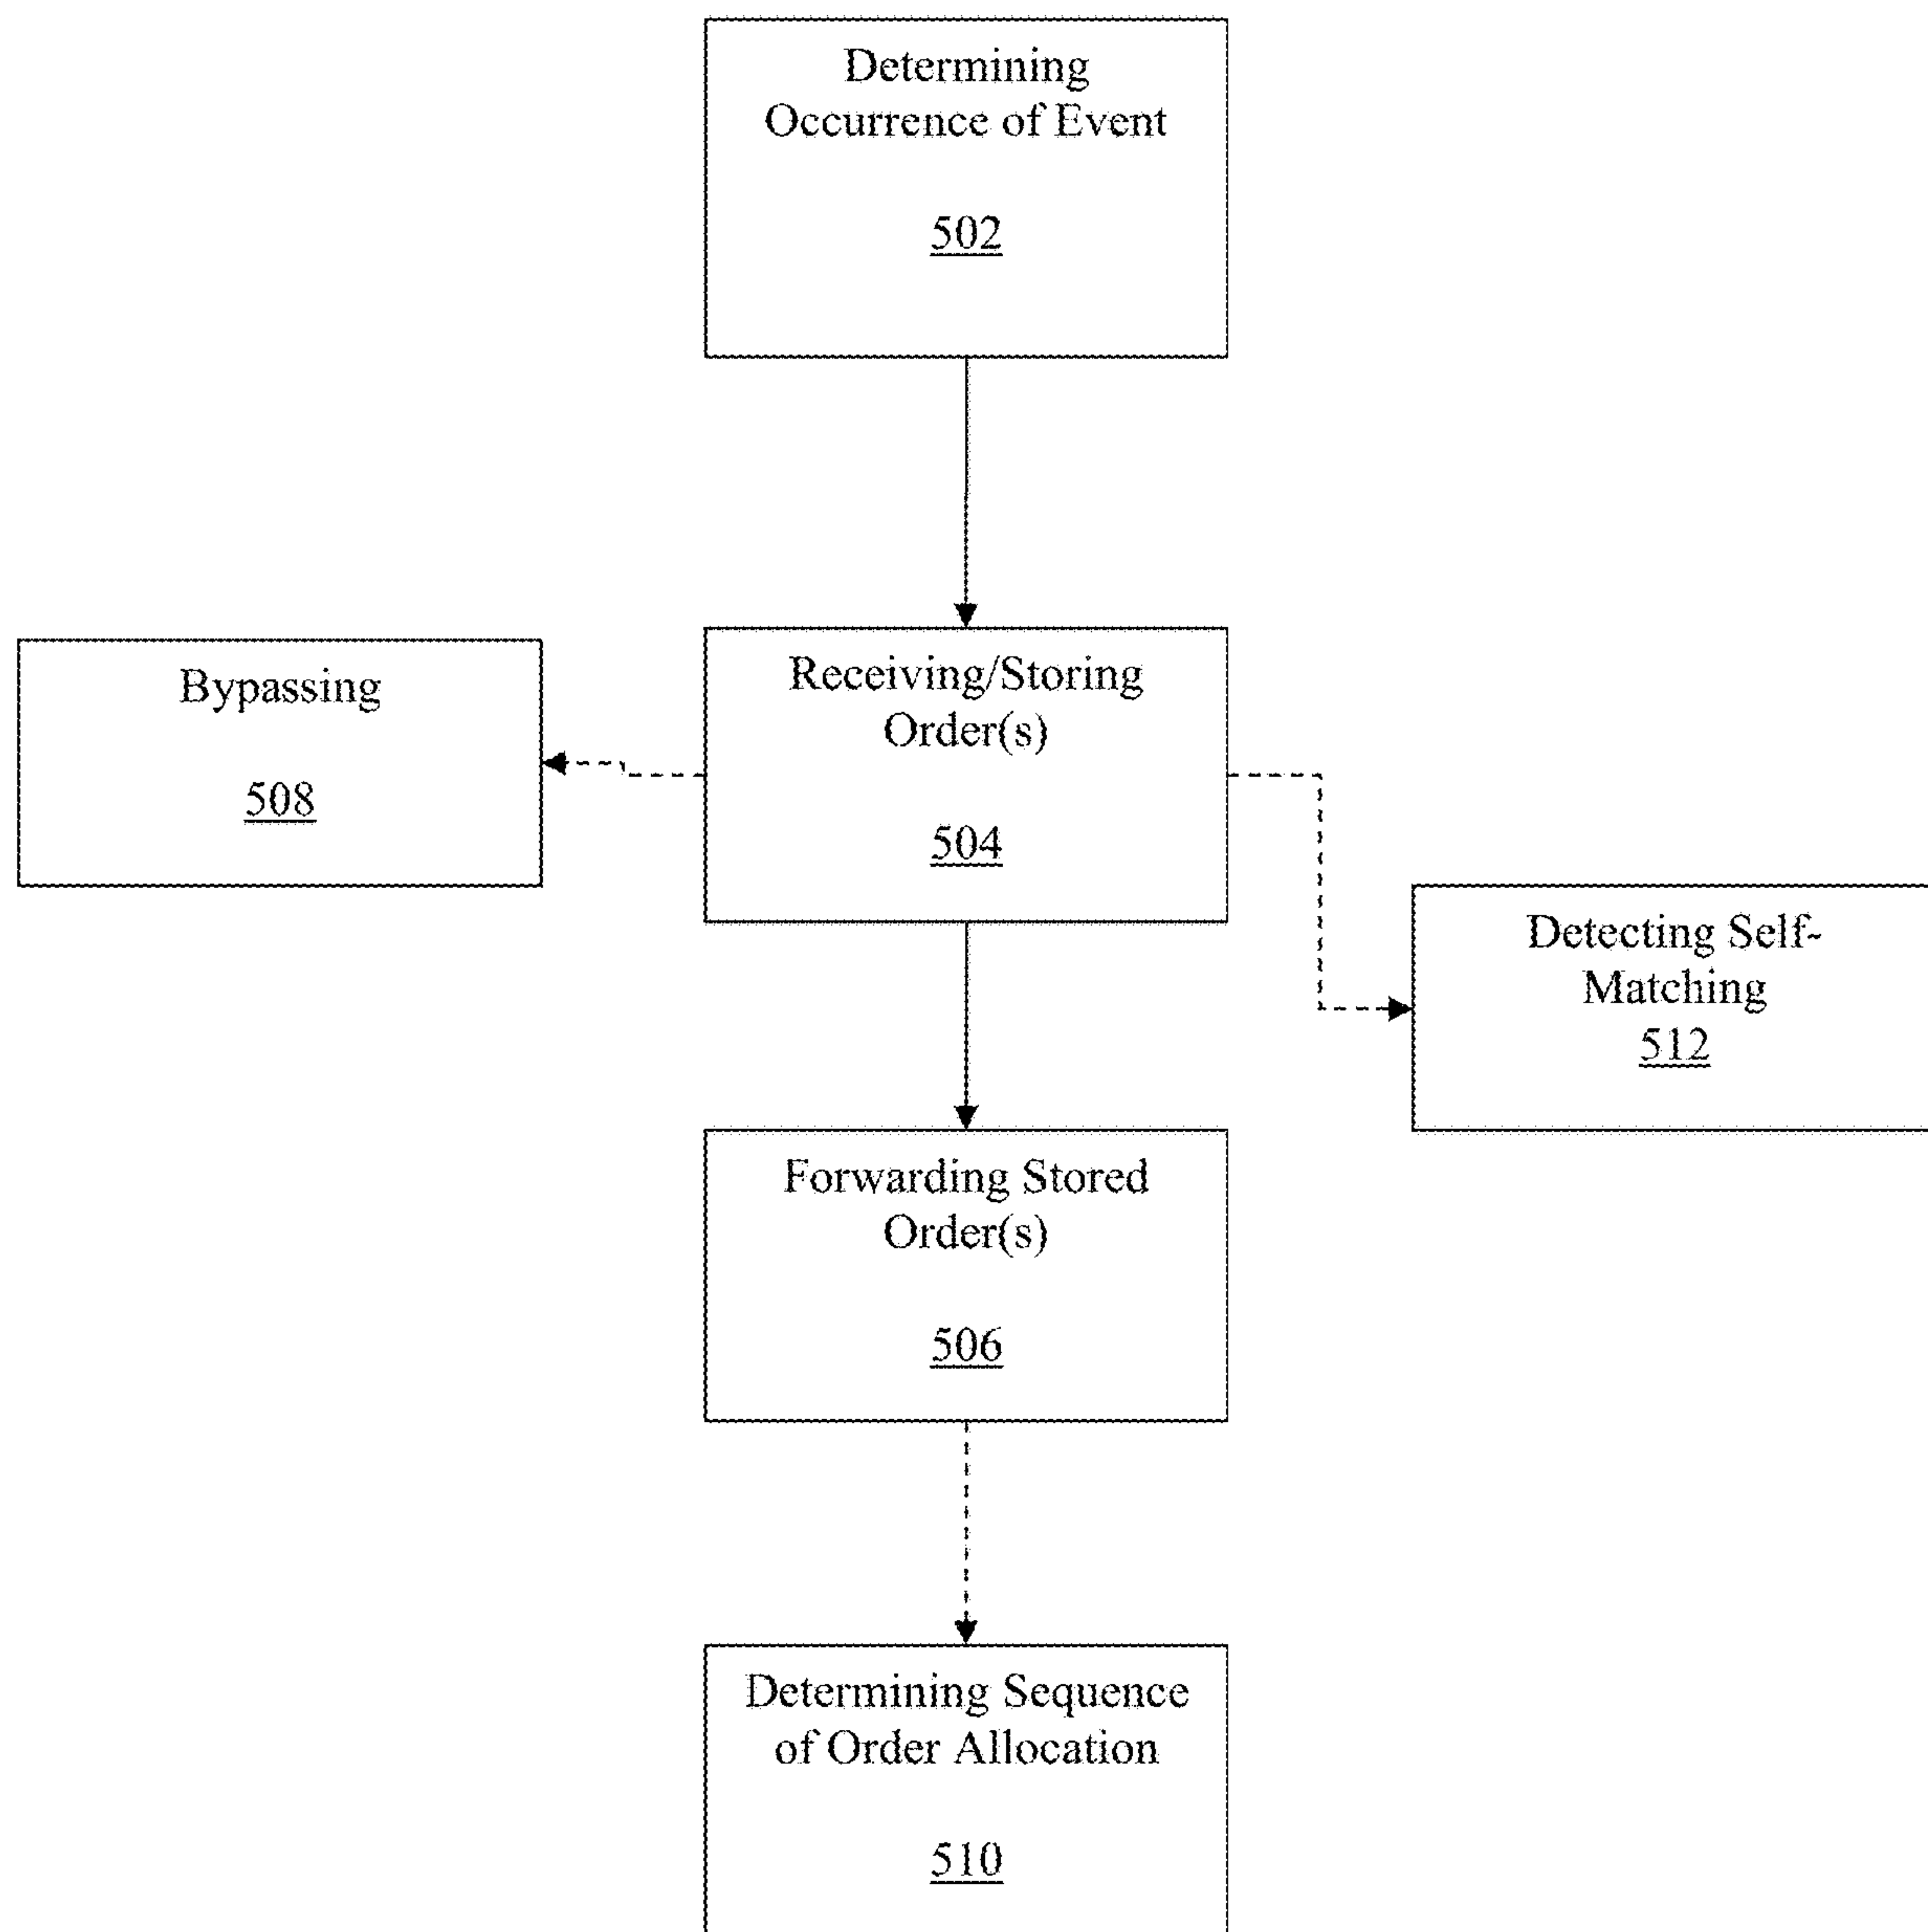 Determining
Occurrence of Event
502
Bypassing
508
Receiving/Storing
Order(s)
504
Detecting Self-
Matching
512
Forwarding Stored
Order(s)
506
Determining Sequence
of Order Allocation
510